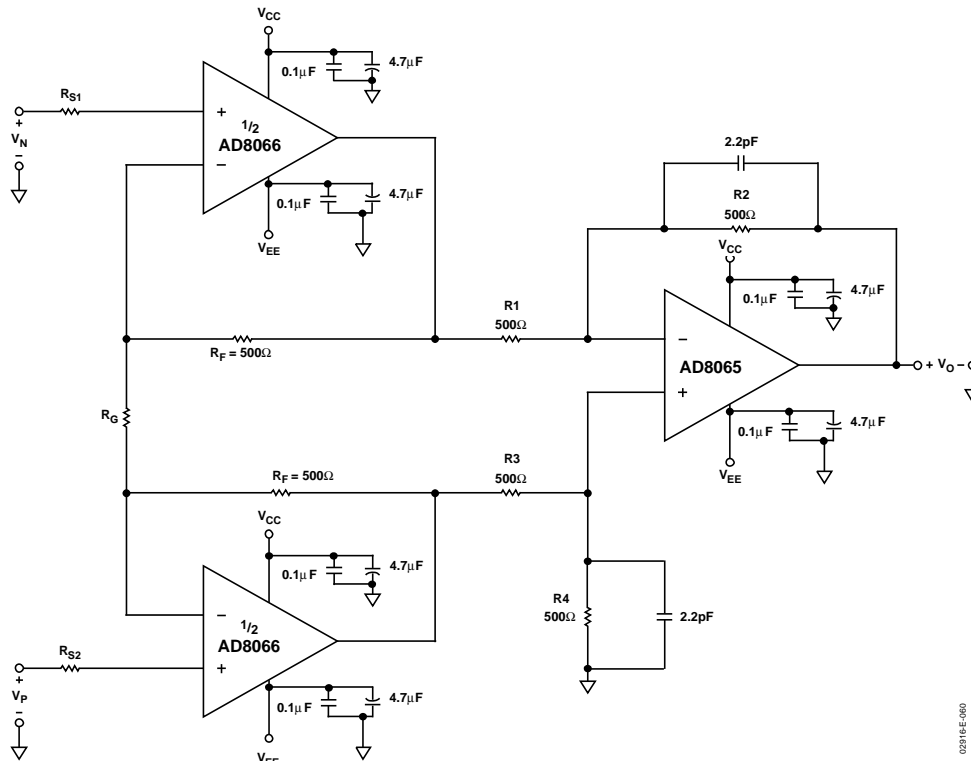 VCC
4.7μF
0.1μF
RS1
+
VN
−
+
1/2
AD8066
−
4.7μF
0.1μF
VEE
2.2pF
R2
500Ω
VCC
4.7μF
0.1μF
R1
500Ω
RF = 500Ω
−
AD8065
+
+ VO −
RG
4.7μF
0.1μF
VEE
R3
500Ω
RF = 500Ω
VCC
4.7μF
0.1μF
R4
500Ω
2.2pF
−
1/2
AD8066
+
RS2
+
VP
−
4.7μF
0.1μF
VEE
02916-E-060